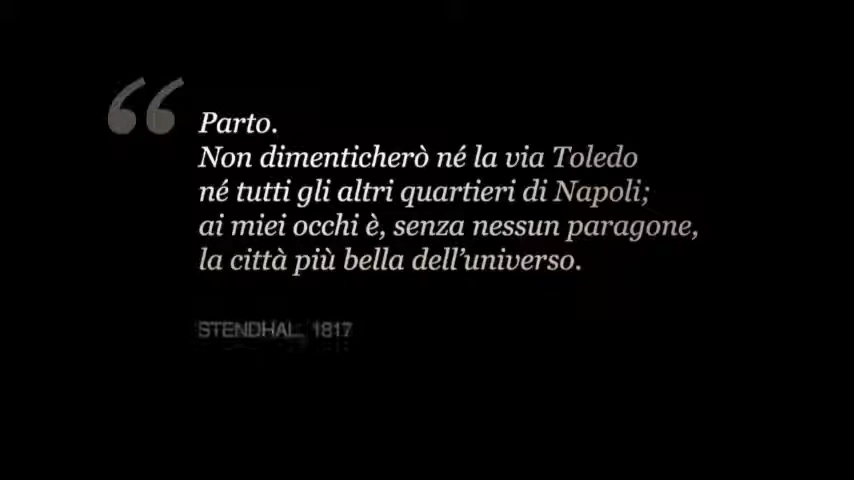 “
Parto.
Non dimenticherò né la via Toledo
né tutti gli altri quartieri di Napoli;
ai miei occhi è, senza nessun paragone,
la città più bella dell’universo.
STENDHAL, 1817